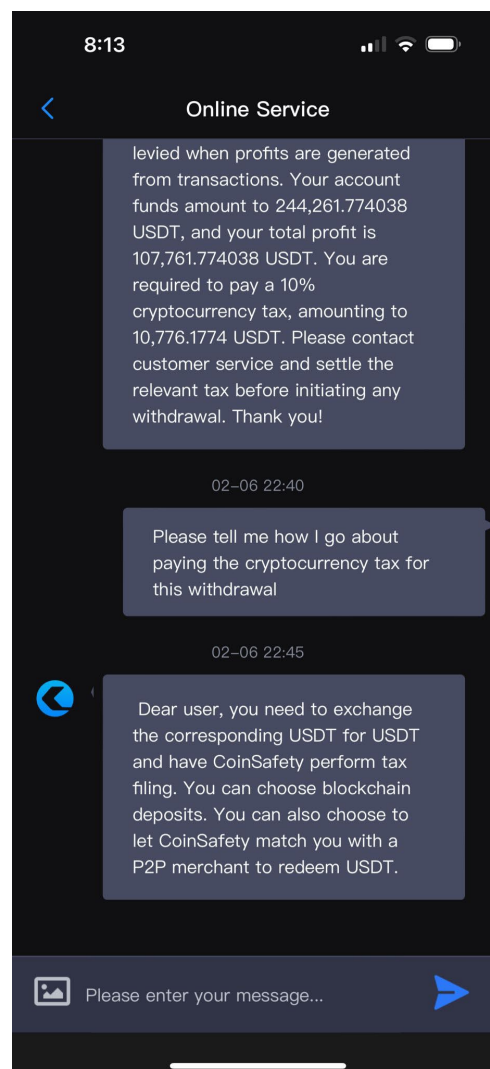 8:13
Online Service
levied when profits are generated
from transactions. Your account
funds amount to 244,261.774038
USDT, and your total profit is
107,761.774038 USDT. You are
required to pay a 10%
cryptocurrency tax, amounting to
10,776.1774 USDT. Please contact
customer service and settle the
relevant tax before initiating any
withdrawal. Thank you!
02-06 22:40
Please tell me how I go about
paying the cryptocurrency tax for
this withdrawal
02-06 22:45
Dear user, you need to exchange
the corresponding USDT for USDT
and have CoinSafety perform tax
filing. You can choose blockchain
deposits. You can also choose to
let CoinSafety match you with a
P2P merchant to redeem USDT.
Please enter your message...